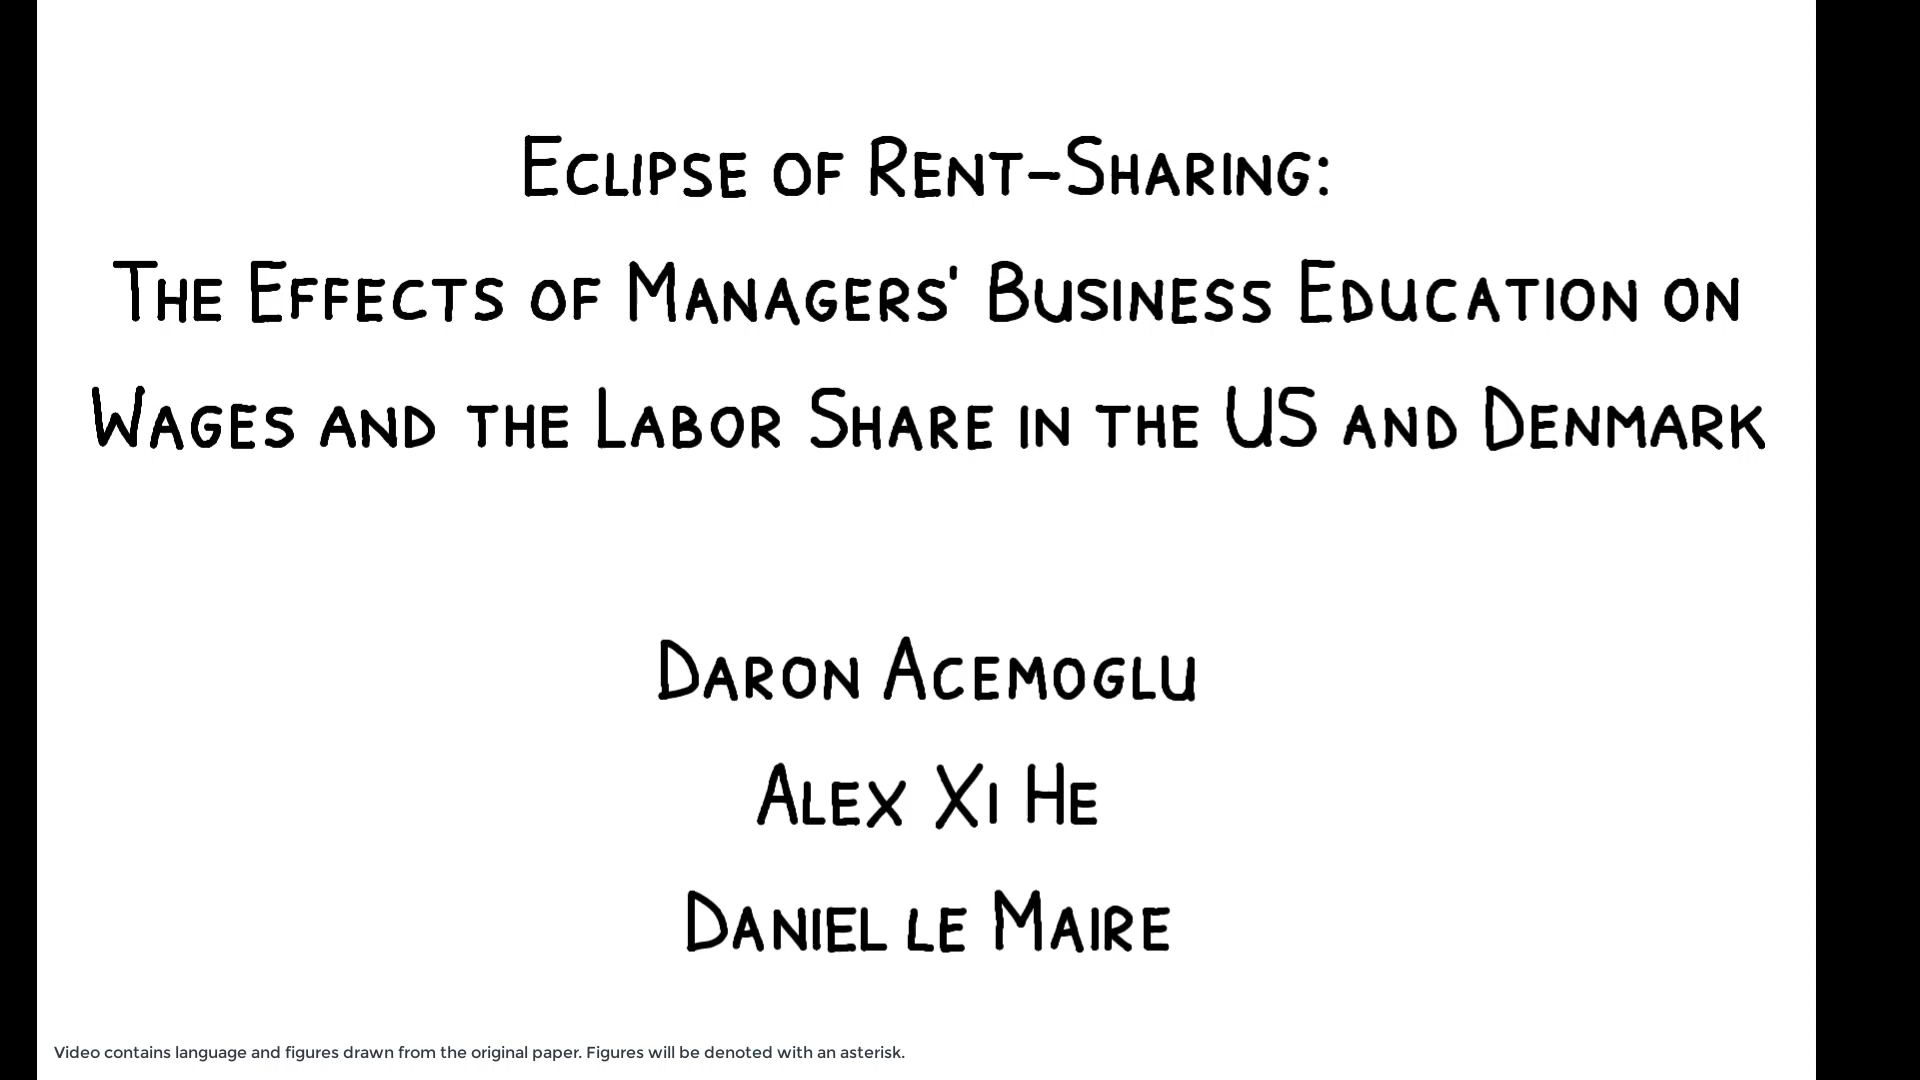 Eclipse of Rent-Sharing:
The Effects of Managers' Business Education on
Wages and the Labor Share in the US and Denmark
Daron Acemoglu
Alex Xi He
Daniel le Maire
Video contains language and figures drawn from the original paper. Figures will be denoted with an asterisk.